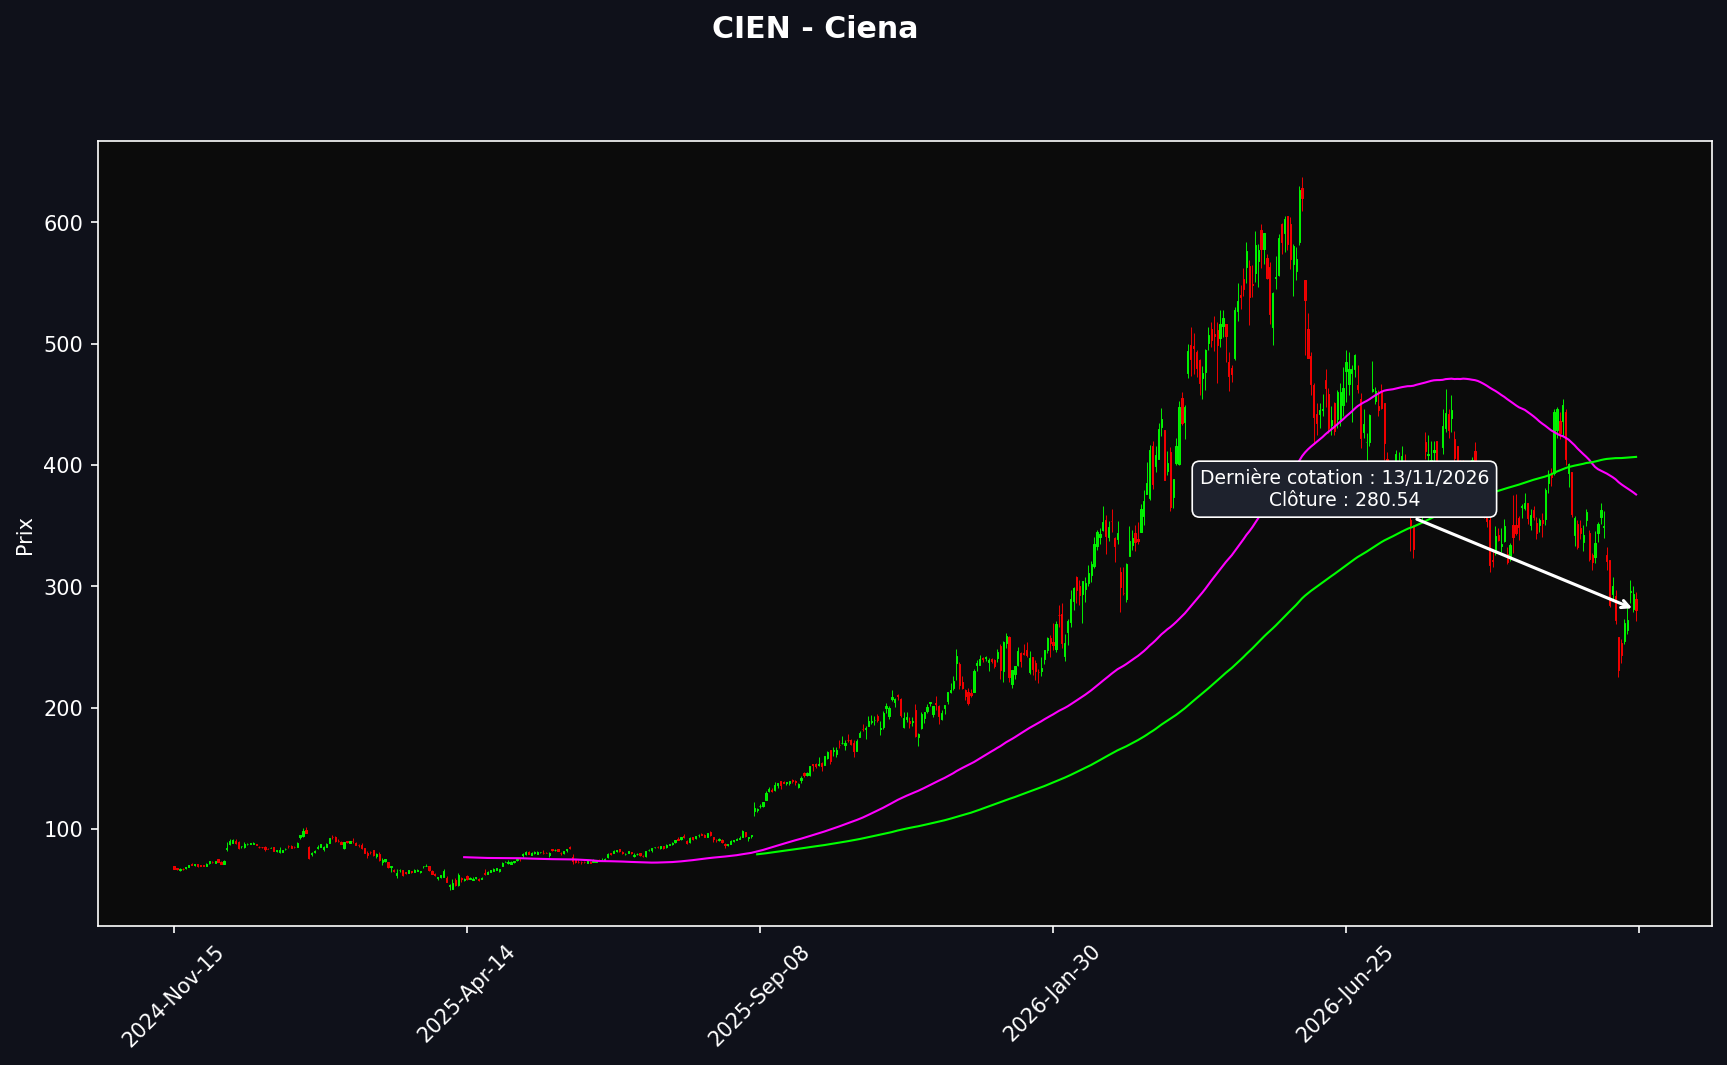 CIEN - Ciena
600
500
400
300
200
100
Prix
Dernière cotation : 13/11/2026
Clôture : 280.54
2024-Nov-15
2025-Apr-14
2025-Sep-08
2026-Jan-30
2026-Jun-25